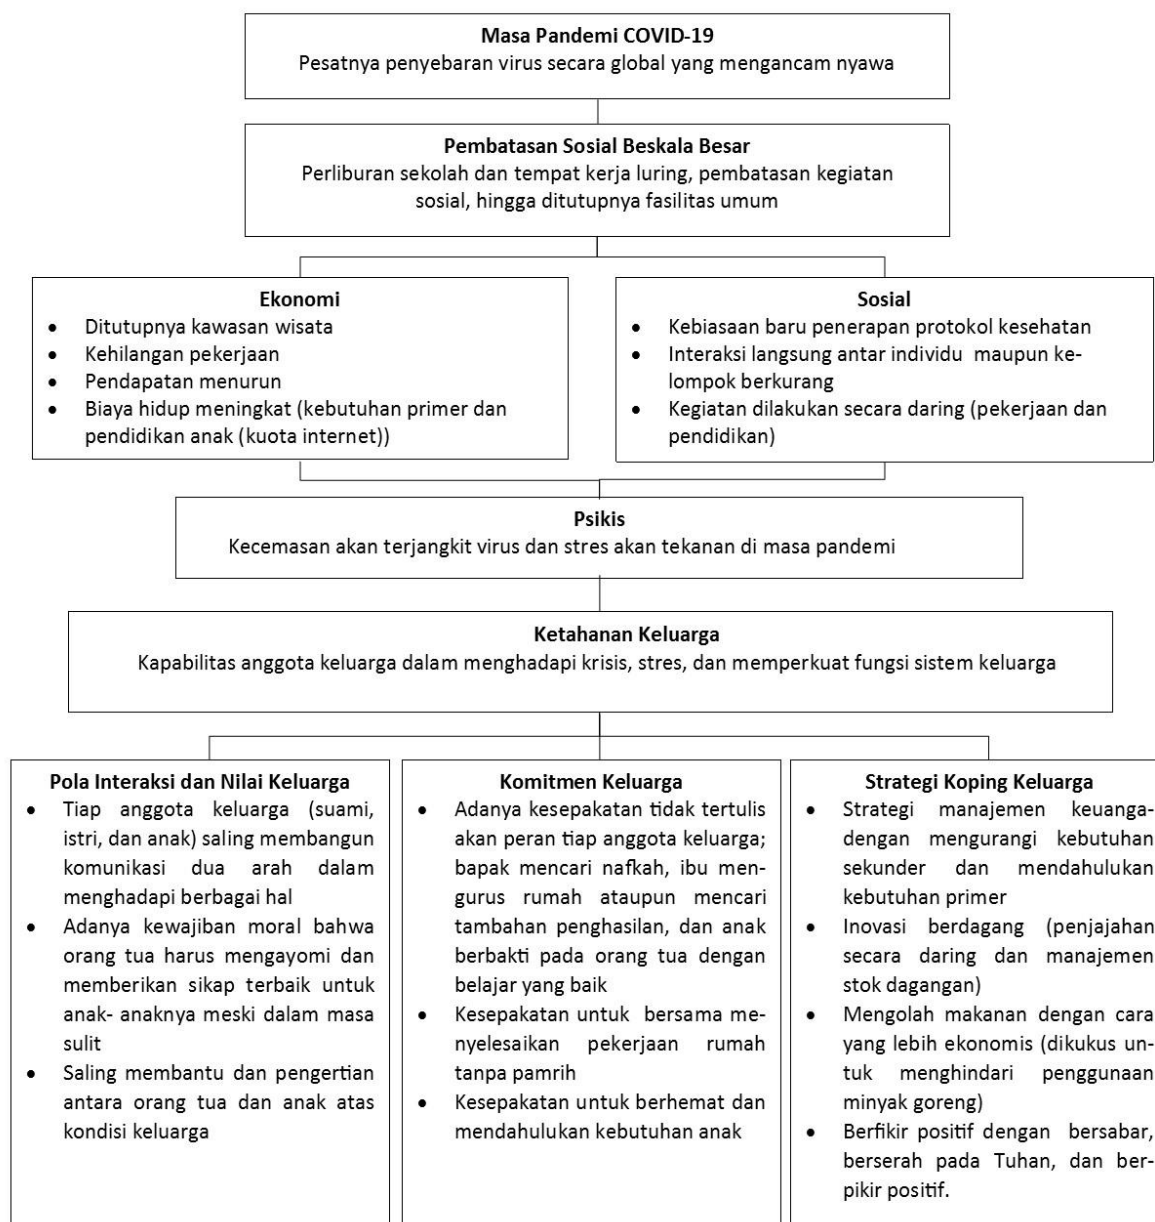 Masa Pandemi COVID-19
Pesatnya penyebaran virus secara global yang mengancam nyawa
Pembatasan Sosial Beskala Besar
Perliburan sekolah dan tempat kerja luring, pembatasan kegiatan
sosial, hingga ditutupnya fasilitas umum
Ekonomi
• Ditutupnya kawasan wisata
• Kehilangan pekerjaan
• Pendapatan menurun
• Biaya hidup meningkat (kebutuhan primer dan
pendidikan anak (kuota internet))
Sosial
• Kebiasaan baru penerapan protokol kesehatan
• Interaksi langsung antar individu maupun ke-
lompok berkurang
• Kegiatan dilakukan secara daring (pekerjaan dan
pendidikan)
Psikis
Kecemasan akan terjangkit virus dan stres akan tekanan di masa pandemi
Ketahanan Keluarga
Kapabilitas anggota keluarga dalam menghadapi krisis, stres, dan memperkuat fungsi sistem keluarga
Pola Interaksi dan Nilai Keluarga
• Tiap anggota keluarga (suami,
istri, dan anak) saling membangun
komunikasi dua arah dalam
menghadapi berbagai hal
• Adanya kewajiban moral bahwa
orang tua harus mengayomi dan
memberikan sikap terbaik untuk
anak- anaknya meski dalam masa
sulit
• Saling membantu dan pengertian
antara orang tua dan anak atas
kondisi keluarga
Komitmen Keluarga
• Adanya kesepakatan tidak tertulis
akan peran tiap anggota keluarga;
bapak mencari nafkah, ibu men-
gurus rumah ataupun mencari
tambahan penghasilan, dan anak
berbakti pada orang tua dengan
belajar yang baik
• Kesepakatan untuk bersama me-
nyelesaikan pekerjaan rumah
tanpa pamrih
• Kesepakatan untuk berhemat dan
mendahulukan kebutuhan anak
Strategi Koping Keluarga
• Strategi manajemen keuanga-
dengan mengurangi kebutuhan
sekunder dan mendahulukan
kebutuhan primer
• Inovasi berdagang (penjajahan
secara daring dan manajemen
stok dagangan)
• Mengolah makanan dengan cara
yang lebih ekonomis (dikukus un-
tuk menghindari penggunaan
minyak goreng)
• Berfikir positif dengan bersabar,
berserah pada Tuhan, dan ber-
pikir positif.